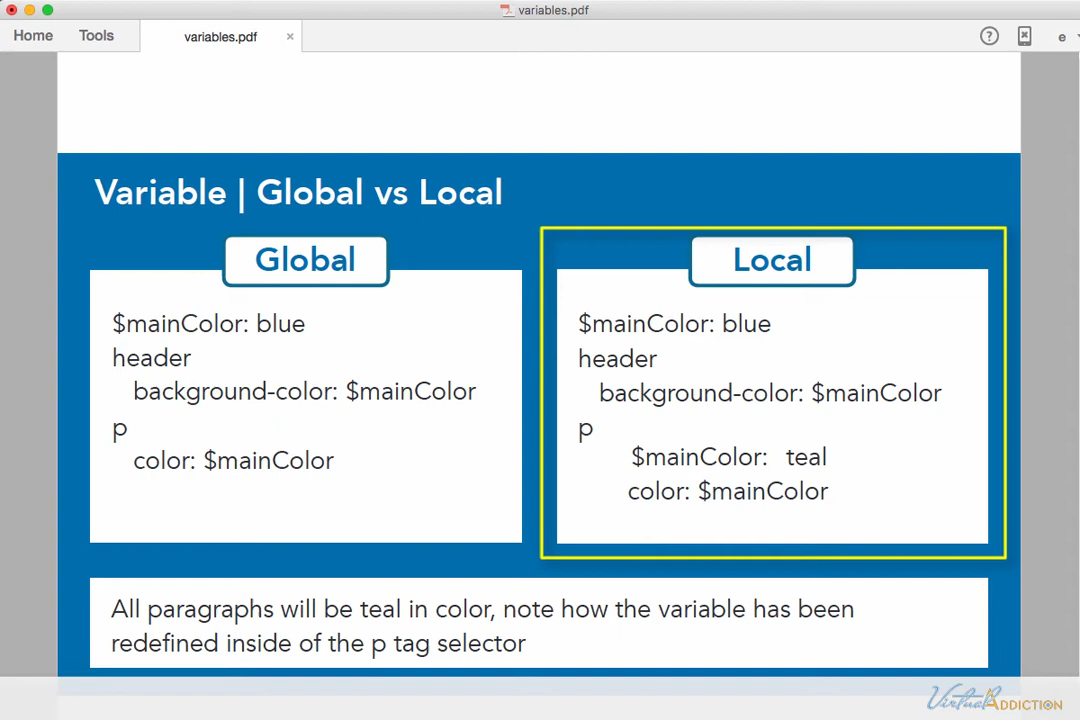 variables.pdf
Home
Tools
variables.pdf
×
?
e
Variable | Global vs Local
Global
$mainColor: blue
header
background-color: $mainColor
p
color: $mainColor
Local
$mainColor: blue
header
background-color: $mainColor
p
$mainColor: teal
color: $mainColor
All paragraphs will be teal in color, note how the variable has been
redefined inside of the p tag selector
Virtual ADDICTION